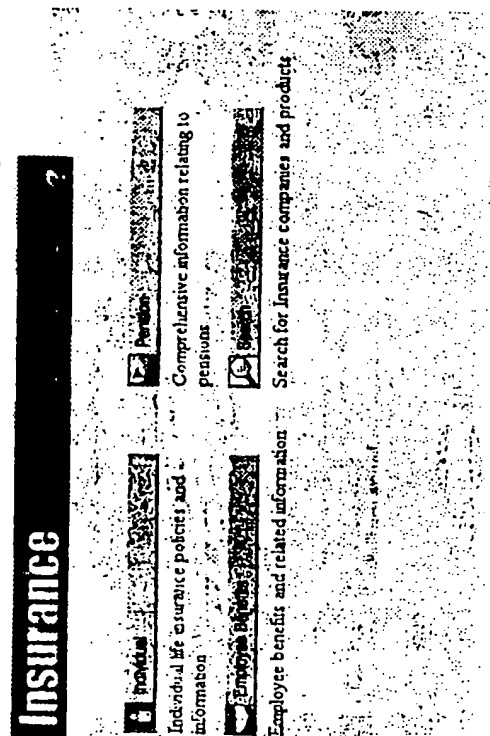 Insurance ?
Individual
Individual life insurance policies and
information
Pension
Comprehensive information relating to
pensions
Employee Benefits
Employee benefits and related information
Search
Search for Insurance companies and products